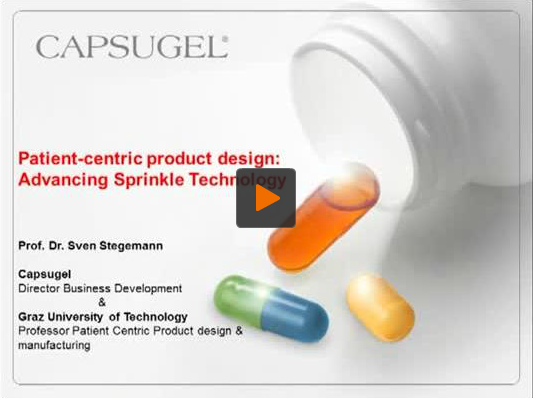 CAPSUGEL®
Patient-centric product design:
Advancing Sprinkle Technology
Prof. Dr. Sven Stegemann
Capsugel
Director Business Development
&
Graz University of Technology
Professor Patient Centric Product design &
manufacturing